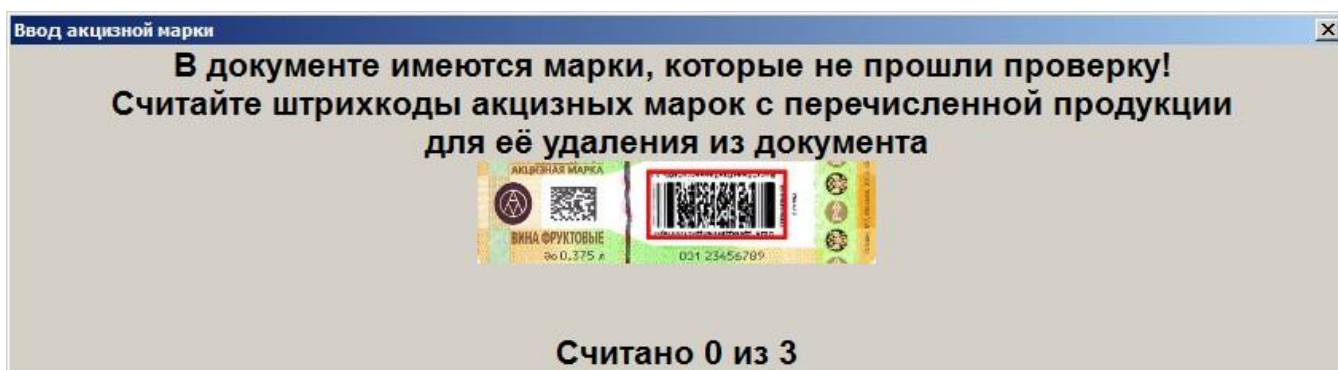 Ввод акцизной марки
В документе имеются марки, которые не прошли проверку!
Считайте штрихкоды акцизных марок с перечисленной продукции
для её удаления из документа
АКЦИЗНАЯ МАРКА
ВИНА ФРУКТОВЫЕ
до 0,375 л
031 23456789
Считано 0 из 3